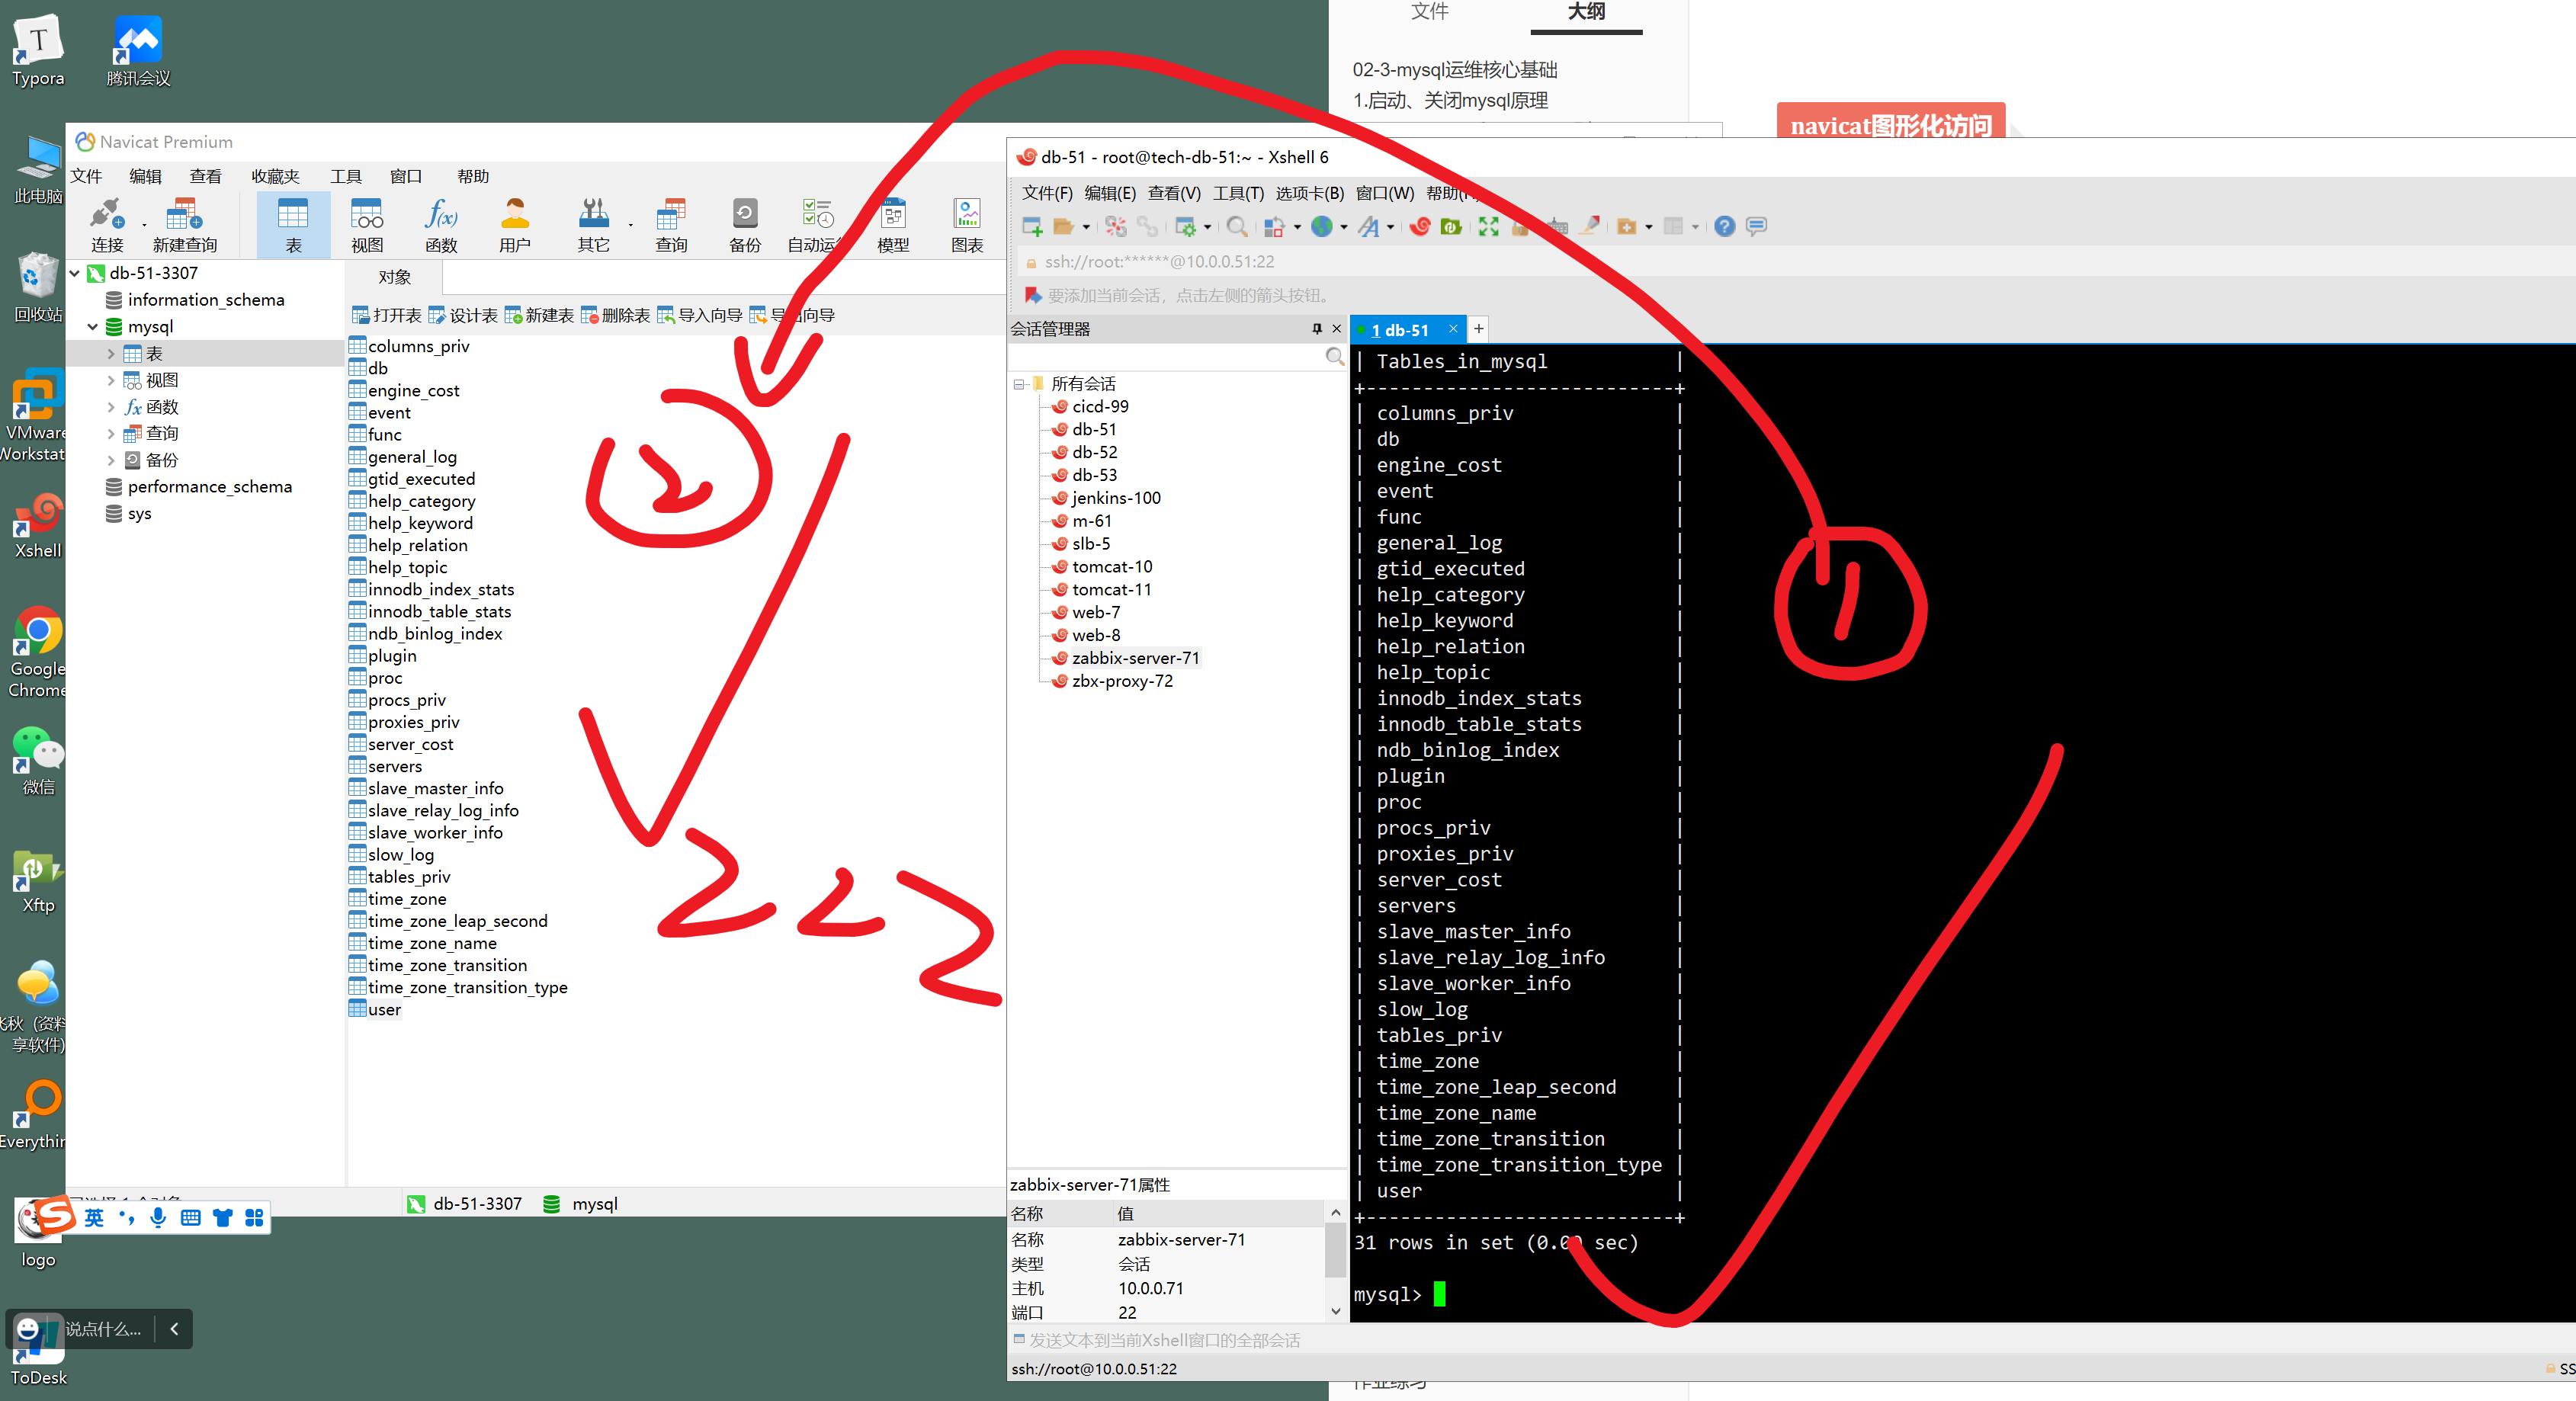 Typora
腾讯会议
此电脑
回收站
VMware
Workstat
Xshell
Google
Chrome
微信
Xftp
飞秋（资料
享软件)
Everythin
logo
说点什么...
ToDesk
英
文件
大纲
02-3-mysql运维核心基础
1.启动、关闭mysql原理
navicat图形化访问
Navicat Premium
文件 编辑 查看 收藏夹 工具 窗口 帮助
连接 新建查询 表 视图 函数 用户 其它 查询 备份 自动运行 模型 图表
db-51-3307
information_schema
mysql
表
视图
函数
查询
备份
performance_schema
sys
对象
打开表 设计表 新建表 删除表 导入向导 导出向导
columns_priv
db
engine_cost
event
func
general_log
gtid_executed
help_category
help_keyword
help_relation
help_topic
innodb_index_stats
innodb_table_stats
ndb_binlog_index
plugin
proc
procs_priv
proxies_priv
server_cost
servers
slave_master_info
slave_relay_log_info
slave_worker_info
slow_log
tables_priv
time_zone
time_zone_leap_second
time_zone_name
time_zone_transition
time_zone_transition_type
user
db-51-3307 mysql
2
222
db-51 - root@tech-db-51:~ - Xshell 6
文件(F) 编辑(E) 查看(V) 工具(T) 选项卡(B) 窗口(W) 帮助(H)
ssh://root:******@10.0.0.51:22
要添加当前会话，点击左侧的箭头按钮。
会话管理器
所有会话
cicd-99
db-51
db-52
db-53
jenkins-100
m-61
slb-5
tomcat-10
tomcat-11
web-7
web-8
zabbix-server-71
zbx-proxy-72
zabbix-server-71属性
名称 值
名称 zabbix-server-71
类型 会话
主机 10.0.0.71
端口 22
1 db-51
| Tables_in_mysql |
+---------------------------+
| columns_priv |
| db |
| engine_cost |
| event |
| func |
| general_log |
| gtid_executed |
| help_category |
| help_keyword |
| help_relation |
| help_topic |
| innodb_index_stats |
| innodb_table_stats |
| ndb_binlog_index |
| plugin |
| proc |
| procs_priv |
| proxies_priv |
| server_cost |
| servers |
| slave_master_info |
| slave_relay_log_info |
| slave_worker_info |
| slow_log |
| tables_priv |
| time_zone |
| time_zone_leap_second |
| time_zone_name |
| time_zone_transition |
| time_zone_transition_type |
| user |
+---------------------------+
31 rows in set (0.00 sec)
mysql>
1
发送文本到当前Xshell窗口的全部会话
ssh://root@10.0.0.51:22
SS